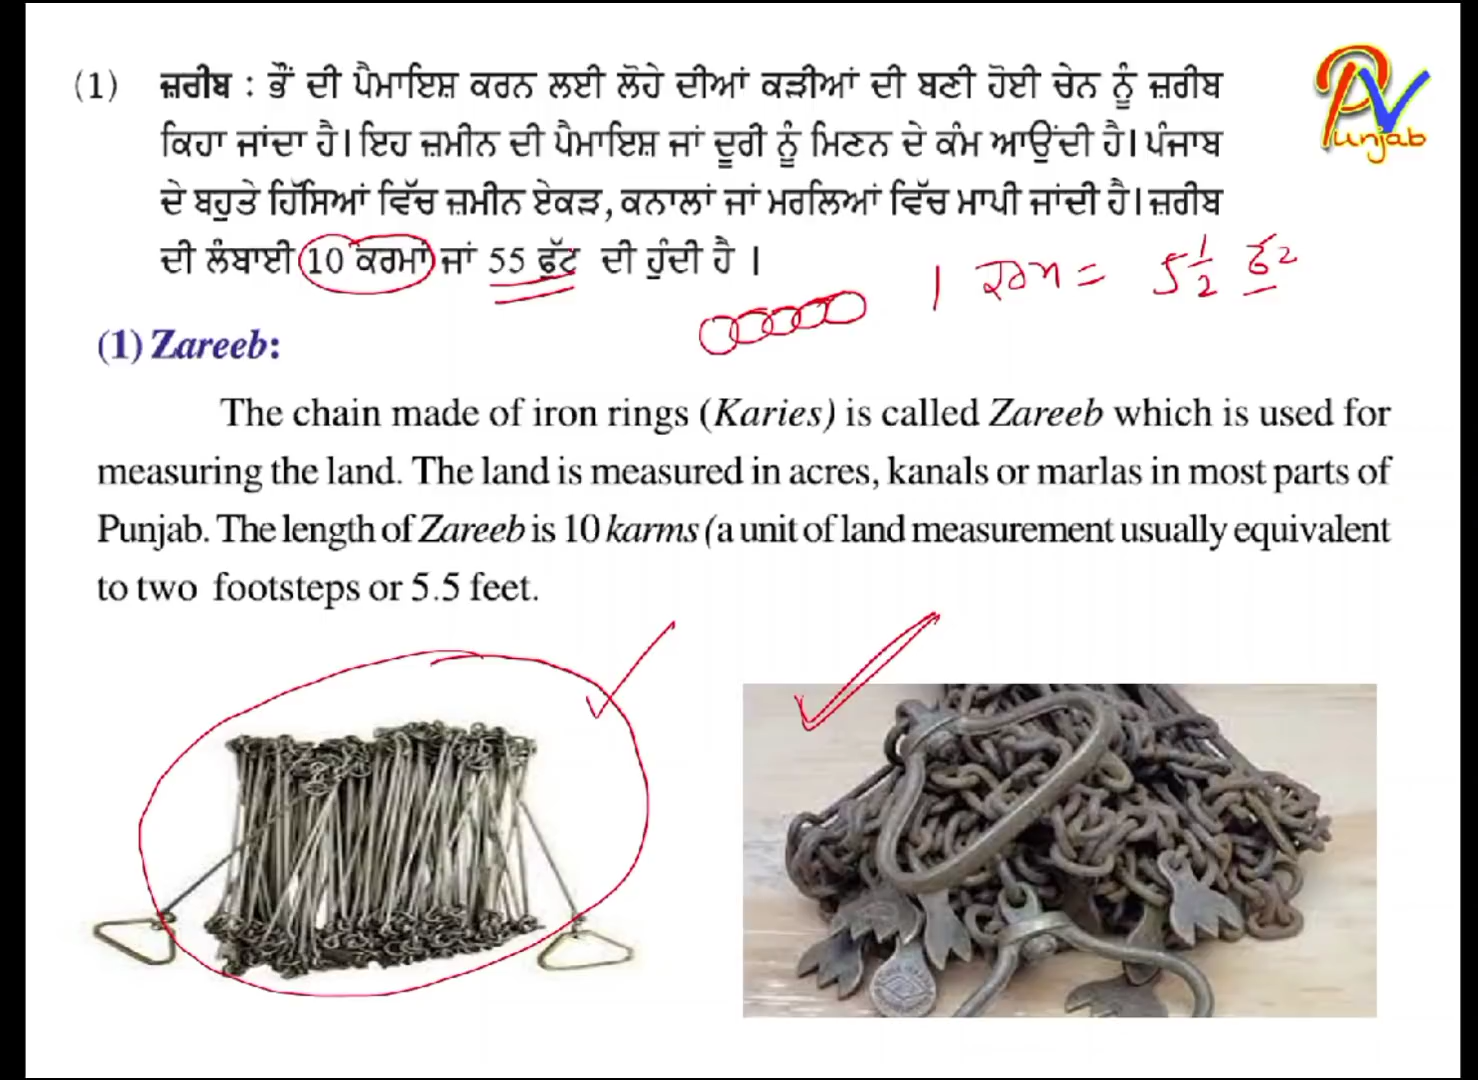 (1) ਜ਼ਰੀਬ : ਭੌਂ ਦੀ ਪੈਮਾਇਸ਼ ਕਰਨ ਲਈ ਲੋਹੇ ਦੀਆਂ ਕੜੀਆਂ ਦੀ ਬਣੀ ਹੋਈ ਚੇਨ ਨੂੰ ਜ਼ਰੀਬ
ਕਿਹਾ ਜਾਂਦਾ ਹੈ। ਇਹ ਜ਼ਮੀਨ ਦੀ ਪੈਮਾਇਸ਼ ਜਾਂ ਦੂਰੀ ਨੂੰ ਮਿਣਨ ਦੇ ਕੰਮ ਆਉਂਦੀ ਹੈ। ਪੰਜਾਬ
ਦੇ ਬਹੁਤੇ ਹਿੱਸਿਆਂ ਵਿੱਚ ਜ਼ਮੀਨ ਏਕੜ, ਕਨਾਲਾਂ ਜਾਂ ਮਰਲਿਆਂ ਵਿੱਚ ਮਾਪੀ ਜਾਂਦੀ ਹੈ। ਜ਼ਰੀਬ
ਦੀ ਲੰਬਾਈ 10 ਕਰਮਾਂ ਜਾਂ 55 ਫੁੱਟ ਦੀ ਹੁੰਦੀ ਹੈ ।
1 ਕਰਮ = 5 1/2 ਫੁੱਟ
PV
Punjab
(1) Zareeb:
The chain made of iron rings (Karies) is called Zareeb which is used for
measuring the land. The land is measured in acres, kanals or marlas in most parts of
Punjab. The length of Zareeb is 10 karms (a unit of land measurement usually equivalent
to two footsteps or 5.5 feet.